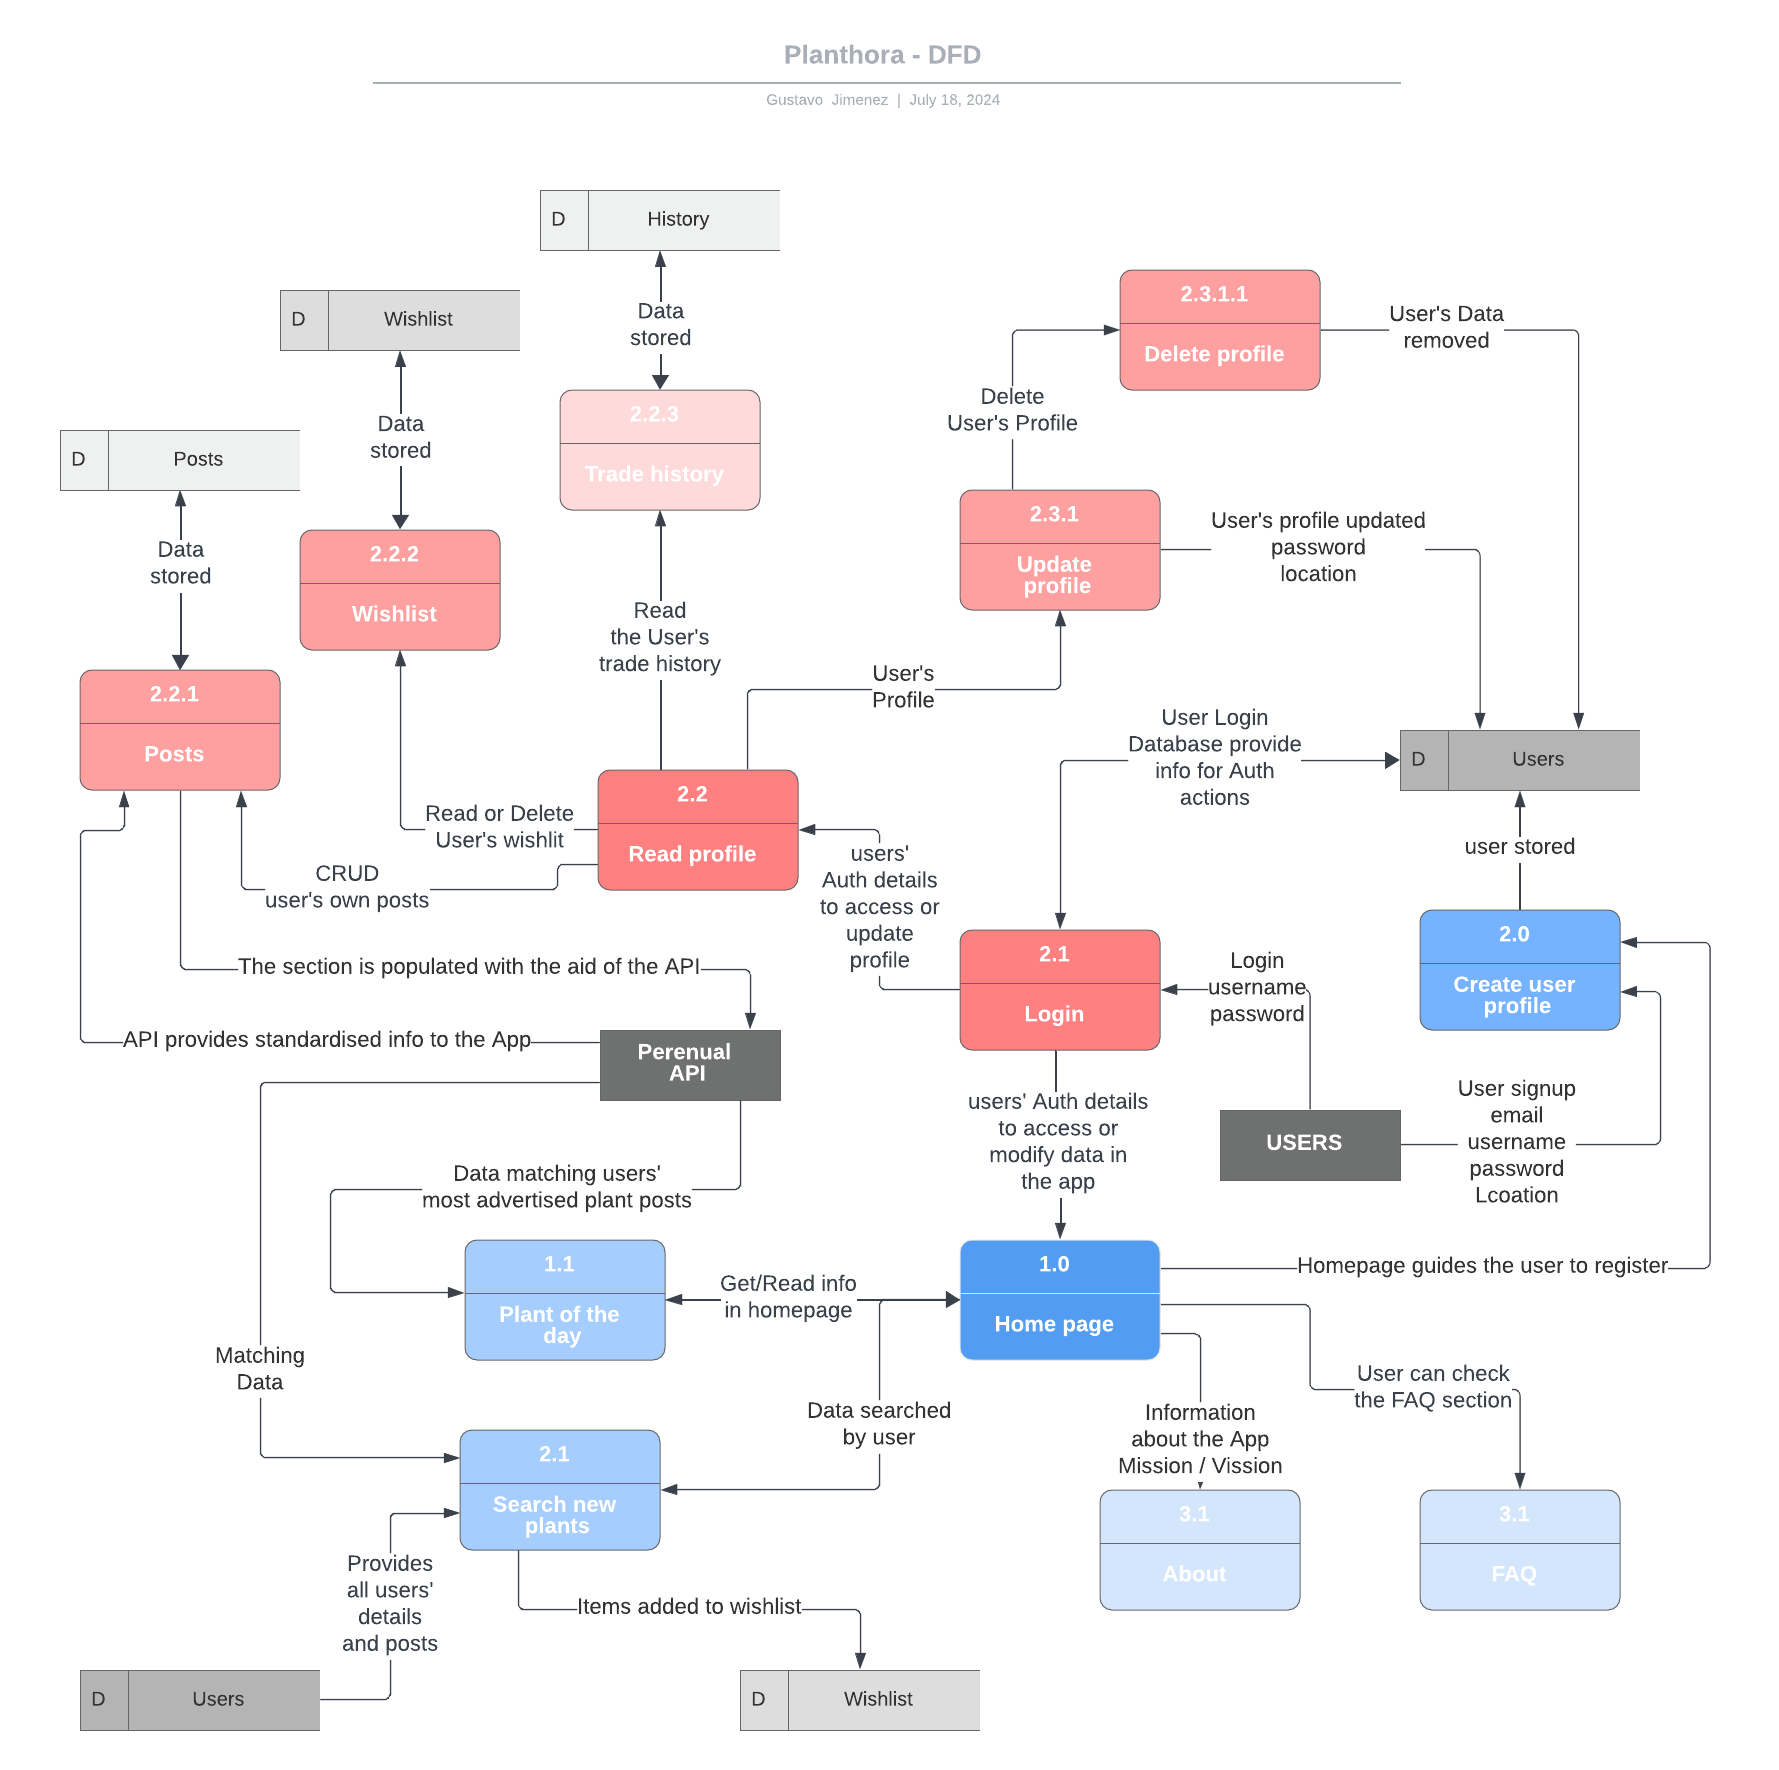 Planthora - DFD
Gustavo Jimenez | July 18, 2024
D
History
D
Wishlist
Data
stored
2.3.1.1
Delete profile
User's Data
removed
2.2.3
Trade history
Data
stored
Delete
User's Profile
D
Posts
2.2.2
Wishlist
2.3.1
Update
profile
User's profile updated
password
location
Data
stored
Read
the User's
trade history
2.2.1
Posts
User's
Profile
User Login
Database provide
info for Auth
actions
D
Users
2.2
Read profile
Read or Delete
User's wishlit
users'
Auth details
to access or
update
profile
user stored
CRUD
user's own posts
2.1
Login
Login
username
password
2.0
Create user
profile
The section is populated with the aid of the API
API provides standardised info to the App
Perenual
API
users' Auth details
to access or
modify data in
the app
USERS
User signup
email
username
password
Lcoation
Data matching users'
most advertised plant posts
1.1
Plant of the
day
Get/Read info
in homepage
1.0
Home page
Homepage guides the user to register
Matching
Data
Data searched
by user
Information
about the App
Mission / Vission
User can check
the FAQ section
2.1
Search new
plants
3.1
About
3.1
FAQ
Provides
all users'
details
and posts
Items added to wishlist
D
Users
D
Wishlist